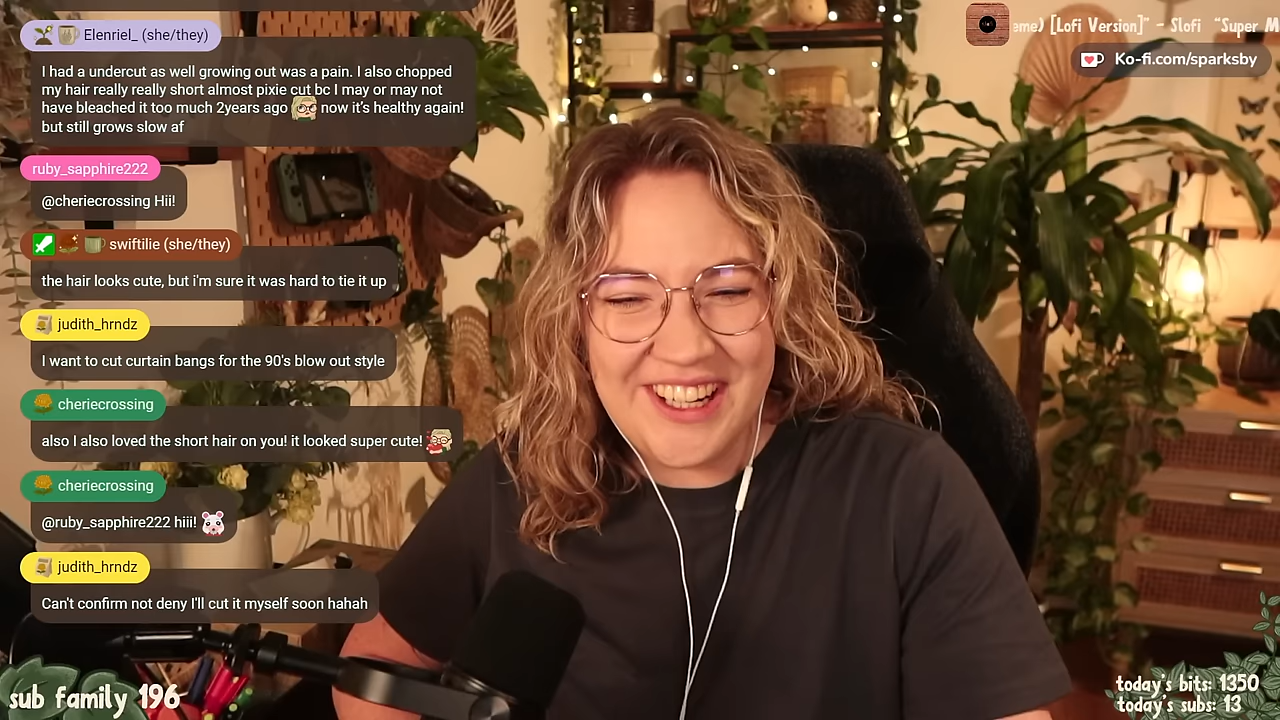 Elenriel_ (she/they)
I had a undercut as well growing out was a pain. I also chopped
my hair really really short almost pixie cut bc I may or may not
have bleached it too much 2years ago now it's healthy again!
but still grows slow af
ruby_sapphire222
@cheriecrossing Hii!
swiftilie (she/they)
the hair looks cute, but i'm sure it was hard to tie it up
judith_hrndz
I want to cut curtain bangs for the 90's blow out style
cheriecrossing
also I also loved the short hair on you! it looked super cute!
cheriecrossing
@ruby_sapphire222 hiii!
judith_hrndz
Can't confirm not deny I'll cut it myself soon hahah
sub family 196
eme) [Lofi Version]" - Slofi "Super M
Ko-fi.com/sparksby
today's bits: 1350
today's subs: 13